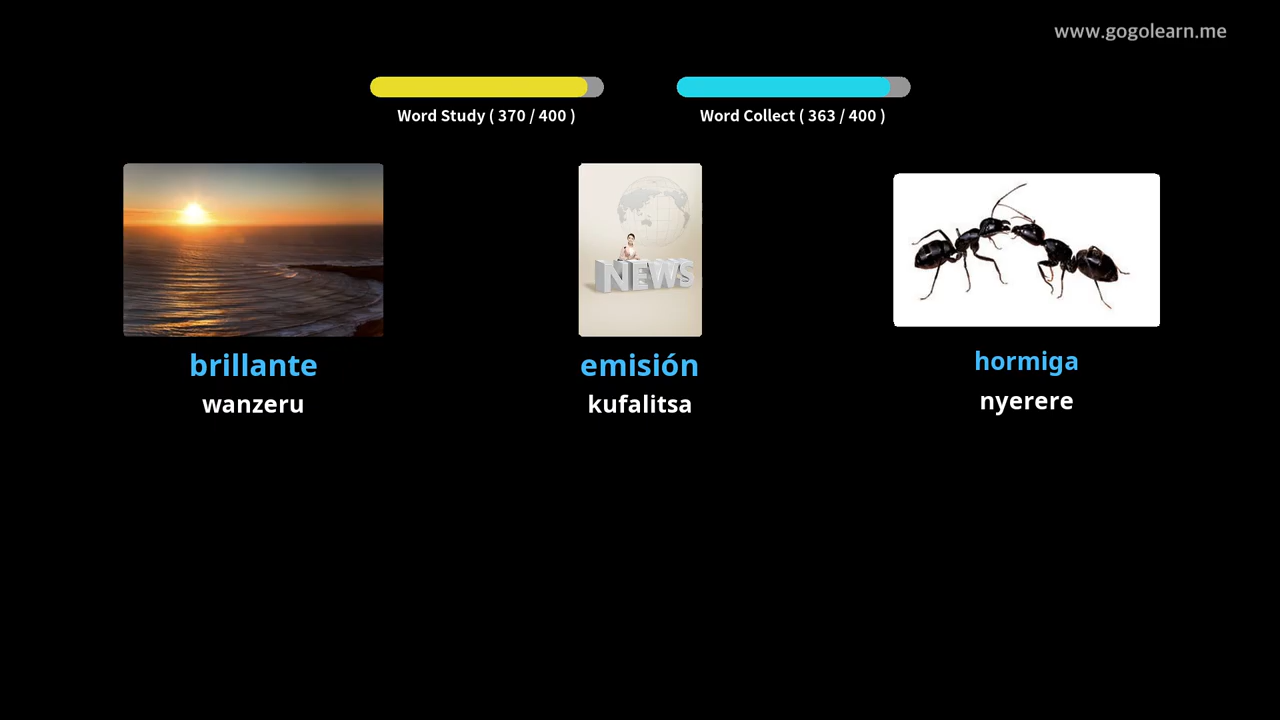 www.gogolearn.me
Word Study ( 370 / 400 )
Word Collect ( 363 / 400 )
NEWS
brillante
wanzeru
emisión
kufalitsa
hormiga
nyerere